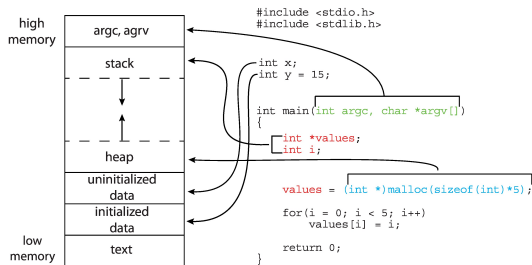 high
memory
argc, agrv
stack
heap
uninitialized
data
initialized
data
low
memory
text
#include <stdio.h>
#include <stdlib.h>
int x;
int y = 15;
int main(int argc, char *argv[])
{
int *values;
int i;
values = (int *)malloc(sizeof(int)*5);
for(i = 0; i < 5; i++)
values[i] = i;
return 0;
}